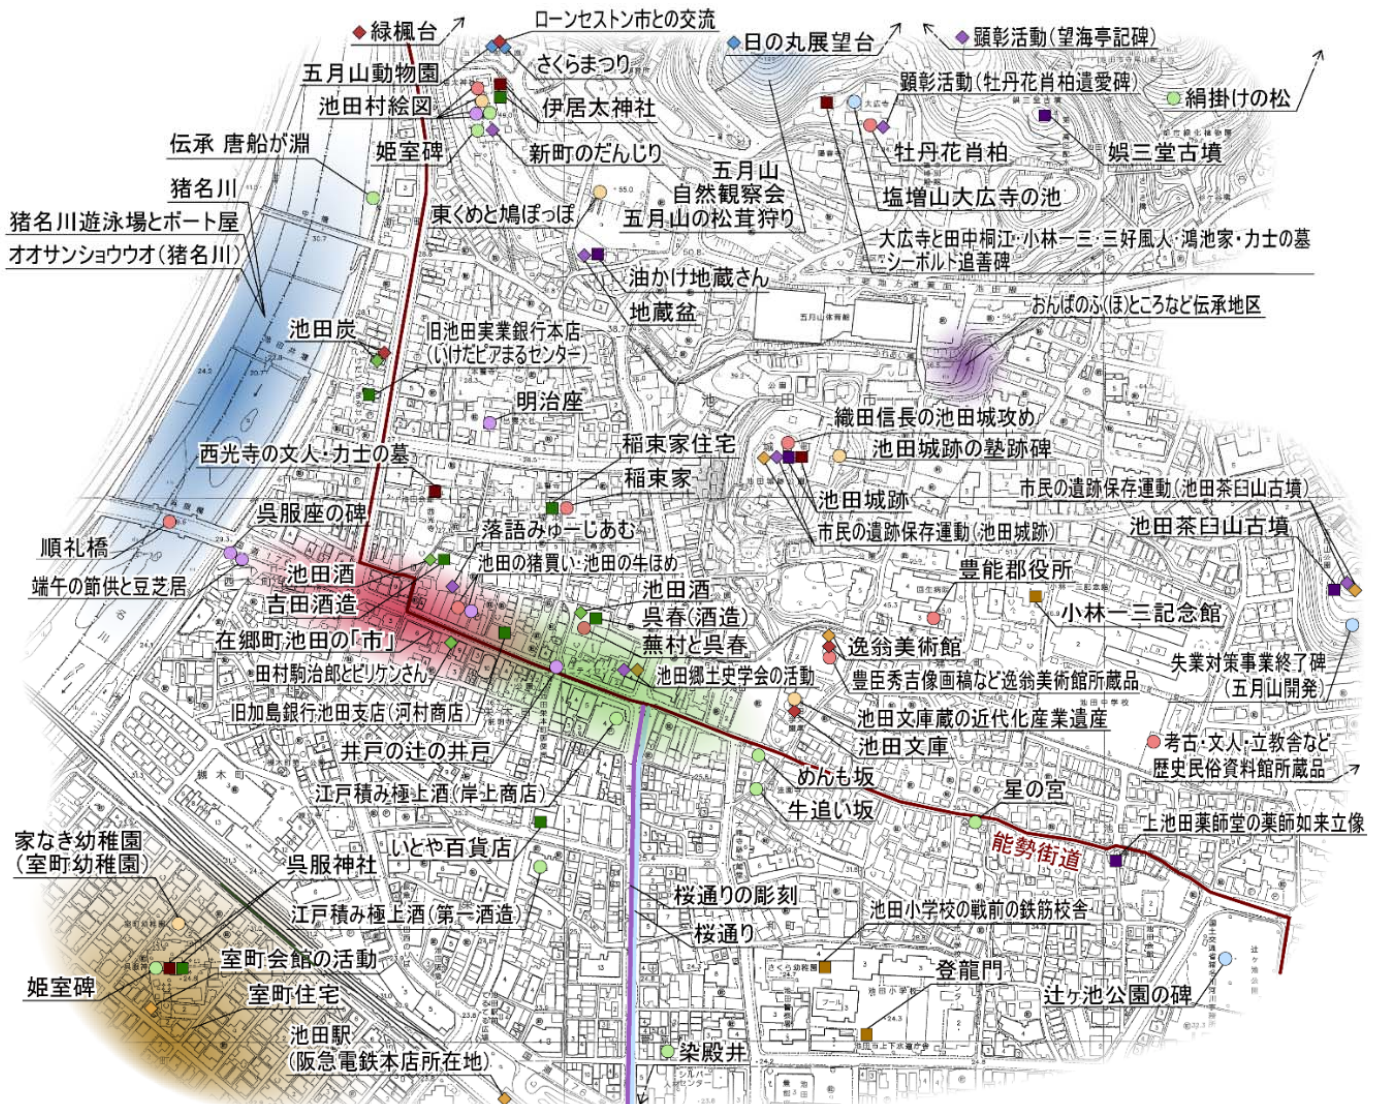 ローンセストン市との交流
緑楓台
日の丸展望台
顕彰活動(望海亭記碑)
五月山動物園
さくらまつり
顕彰活動(牡丹花肖柏遺愛碑)
絹掛けの松
池田村絵図
伊居太神社
伝承 唐船が淵
姫室碑
新町のだんじり
牡丹花肖柏
娯三堂古墳
猪名川
五月山
自然観察会
五月山の松茸狩り
塩増山大広寺の池
猪名川遊泳場とボート屋
東くめと鳩ぽっぽ
オオサンショウウオ(猪名川)
大広寺と田中桐江・小林一三・三好風人・鴻池家・力士の墓
シーボルト追善碑
油かけ地蔵さん
地蔵盆
おんばのふ(ほ)ところなど伝承地区
五月山体育館
池田炭
旧池田実業銀行本店
(いけだピアまるセンター)
明治座
織田信長の池田城攻め
池田城跡の塾跡碑
西光寺の文人・力士の墓
稲束家住宅
稲束家
池田城跡
市民の遺跡保存運動(池田城跡)
市民の遺跡保存運動(池田茶臼山古墳)
池田茶臼山古墳
呉服座の碑
順礼橋
落語みゅーじあむ
池田の猪買い・池田の牛ほめ
端午の節供と豆芝居
池田酒
吉田酒造
池田酒
呉春(酒造)
蕪村と呉春
豊能郡役所
小林一三記念館
在郷町池田の「市」
逸翁美術館
田村駒治郎とビリケンさん
池田郷土史学会の活動
豊臣秀吉像画稿など逸翁美術館所蔵品
失業対策事業終了碑
(五月山開発)
旧加島銀行池田支店(河村商店)
池田文庫蔵の近代化産業遺産
池田文庫
井戸の辻の井戸
考古・文人・立教舎など
歴史民俗資料館所蔵品
めんも坂
江戸積み極上酒(岸上商店)
牛追い坂
星の宮
上池田薬師堂の薬師如来立像
能勢街道
家なき幼稚園
(室町幼稚園)
いとや百貨店
呉服神社
桜通りの彫刻
江戸積み極上酒(第一酒造)
池田小学校の戦前の鉄筋校舎
桜通り
室町会館の活動
登龍門
姫室碑
室町住宅
辻ヶ池公園の碑
池田駅
(阪急電鉄本店所在地)
染殿井